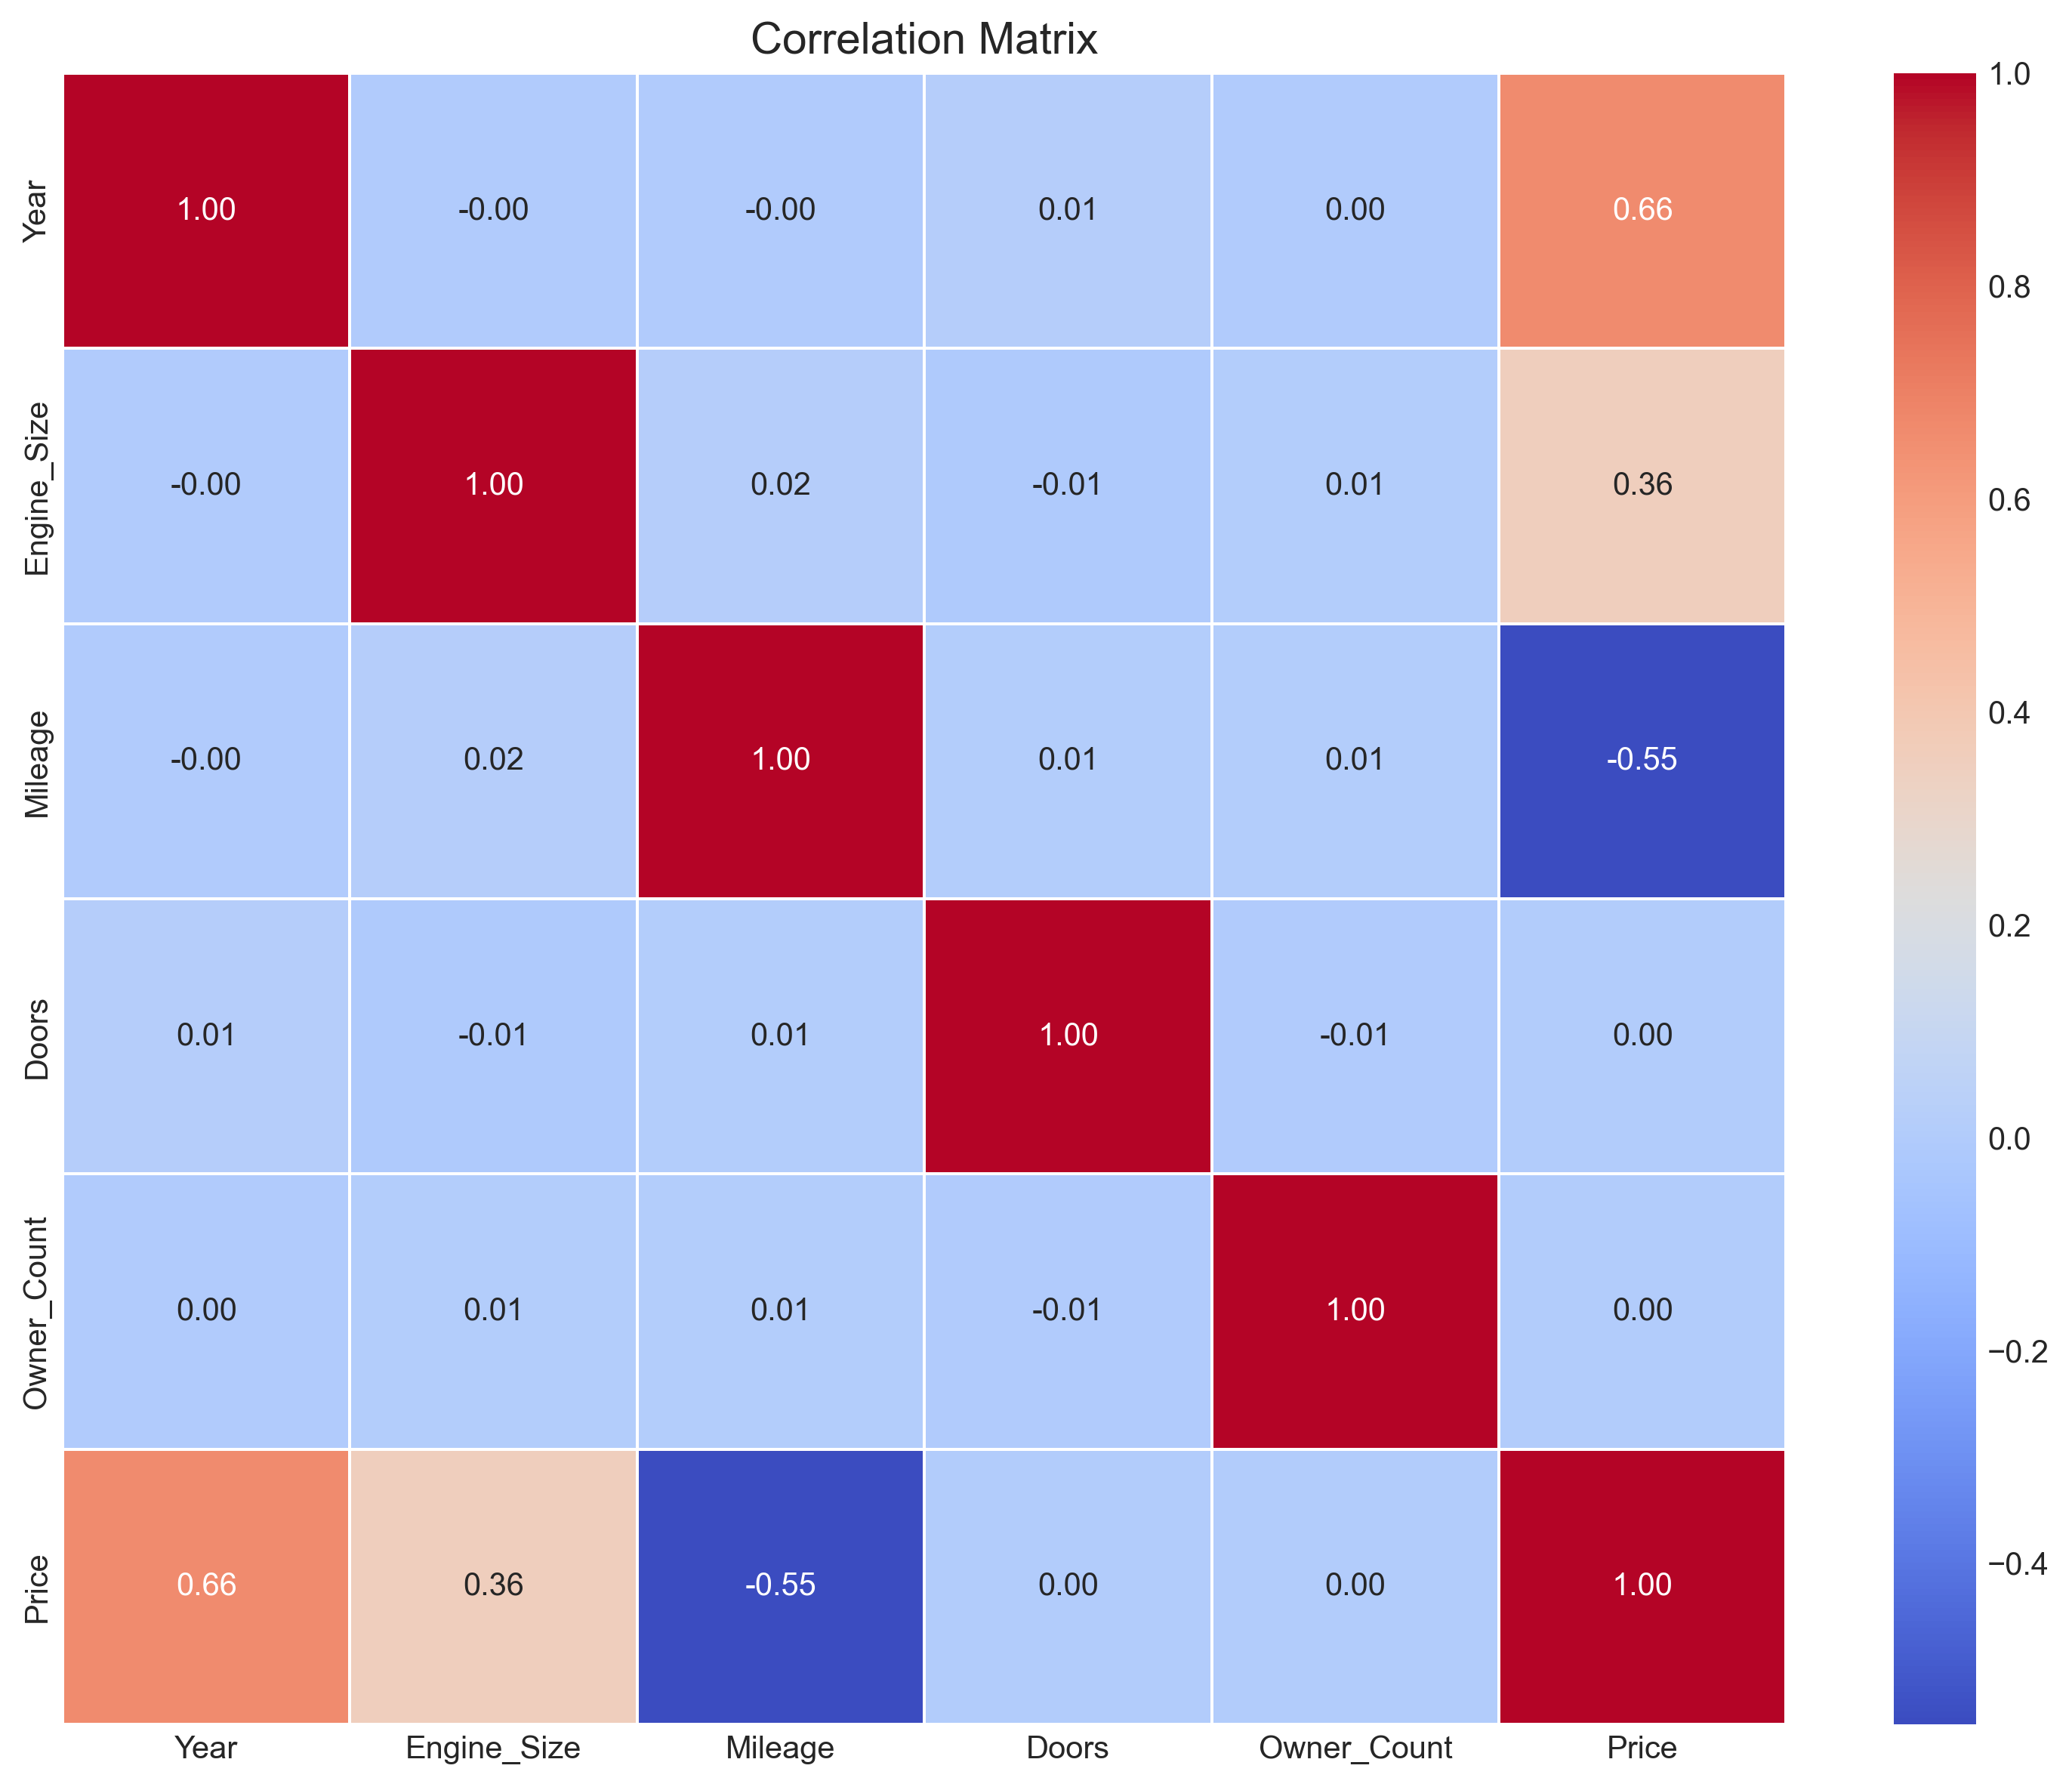 Correlation Matrix
Year 1.00 -0.00 -0.00 0.01 0.00 0.66
Engine_Size -0.00 1.00 0.02 -0.01 0.01 0.36
Mileage -0.00 0.02 1.00 0.01 0.01 -0.55
Doors 0.01 -0.01 0.01 1.00 -0.01 0.00
Owner_Count 0.00 0.01 0.01 -0.01 1.00 0.00
Price 0.66 0.36 -0.55 0.00 0.00 1.00
Year Engine_Size Mileage Doors Owner_Count Price
1.0
0.8
0.6
0.4
0.2
0.0
−0.2
−0.4